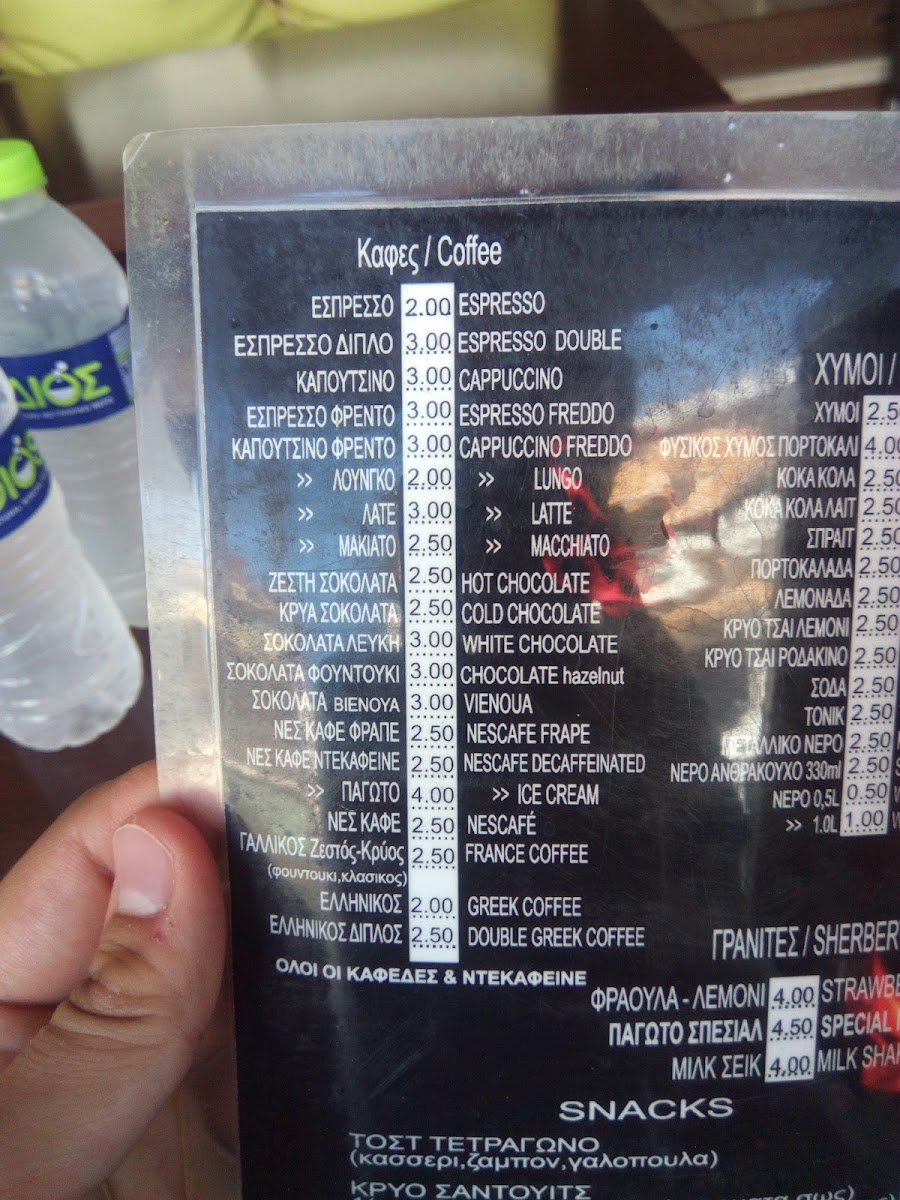 Καφες / Coffee
ΕΣΠΡΕΣΣΟ 2.00 ESPRESSO
ΕΣΠΡΕΣΣΟ ΔΙΠΛΟ 3.00 ESPRESSO DOUBLE
ΚΑΠΟΥΤΣΙΝΟ 3.00 CAPPUCCINO
ΕΣΠΡΕΣΣΟ ΦΡΕΝΤΟ 3.00 ESPRESSO FREDDO
ΚΑΠΟΥΤΣΙΝΟ ΦΡΕΝΤΟ 3.00 CAPPUCCINO FREDDO
» ΛΟΥΝΓΚΟ 2.00 » LUNGO
» ΛΑΤΕ 3.00 » LATTE
» ΜΑΚΙΑΤΟ 2.50 » MACCHIATO
ΖΕΣΤΗ ΣΟΚΟΛΑΤΑ 2.50 HOT CHOCOLATE
ΚΡΥΑ ΣΟΚΟΛΑΤΑ 2.50 COLD CHOCOLATE
ΣΟΚΟΛΑΤΑ ΛΕΥΚΗ 3.00 WHITE CHOCOLATE
ΣΟΚΟΛΑΤΑ ΦΟΥΝΤΟΥΚΙ 3.00 CHOCOLATE hazelnut
ΣΟΚΟΛΑΤΑ ΒΙΕΝΟΥΑ 3.00 VIENOUA
ΝΕΣ ΚΑΦΕ ΦΡΑΠΕ 2.50 NESCAFE FRAPE
ΝΕΣ ΚΑΦΕ ΝΤΕΚΑΦΕΙΝΕ 2.50 NESCAFE DECAFFEINATED
» ΠΑΓΩΤΟ 4.00 » ICE CREAM
ΝΕΣ ΚΑΦΕ 2.50 NESCAFÉ
ΓΑΛΛΙΚΟΣ Ζεστός-Κρύος 2.50 FRANCE COFFEE
(φουντουκι,κλασικος)
ΕΛΛΗΝΙΚΟΣ 2.00 GREEK COFFEE
ΕΛΛΗΝΙΚΟΣ ΔΙΠΛΟΣ 2.50 DOUBLE GREEK COFFEE
ΟΛΟΙ ΟΙ ΚΑΦΕΔΕΣ & ΝΤΕΚΑΦΕΙΝΕ
ΧΥΜΟΙ /
ΧΥΜΟΙ 2.5
ΦΥΣΙΚΟΣ ΧΥΜΟΣ ΠΟΡΤΟΚΑΛΙ 4.00
ΚΟΚΑ ΚΟΛΑ 2.50
ΚΟΚΑ ΚΟΛΑ ΛΑΙΤ 2.50
ΣΠΡΑΙΤ 2.50
ΠΟΡΤΟΚΑΛΑΔΑ 2.50
ΛΕΜΟΝΑΔΑ 2.50
ΚΡΥΟ ΤΣΑΙ ΛΕΜΟΝΙ 2.50
ΚΡΥΟ ΤΣΑΙ ΡΟΔΑΚΙΝΟ 2.50
ΣΟΔΑ 2.50
ΤΟΝΙΚ 2.50
ΜΕΤΑΛΛΙΚΟ ΝΕΡΟ 2.50
ΝΕΡΟ ΑΝΘΡΑΚΟΥΧΟ 330ml 2.50
ΝΕΡΟ 0,5L 0.50
» 1.0L 1.00
ΓΡΑΝΙΤΕΣ / SHERBER
ΦΡΑΟΥΛΑ - ΛΕΜΟΝΙ 4.00 STRAWBE
ΠΑΓΩΤΟ ΣΠΕΣΙΑΛ 4.50 SPECIAL
ΜΙΛΚ ΣΕΙΚ 4.00 MILK SHA
SNACKS
ΤΟΣΤ ΤΕΤΡΑΓΩΝΟ
(κασσερι,ζαμπον,γαλοπουλα)
ΚΡΥΟ ΣΑΝΤΟΥΙΤΣ
ΔΙΟΣ